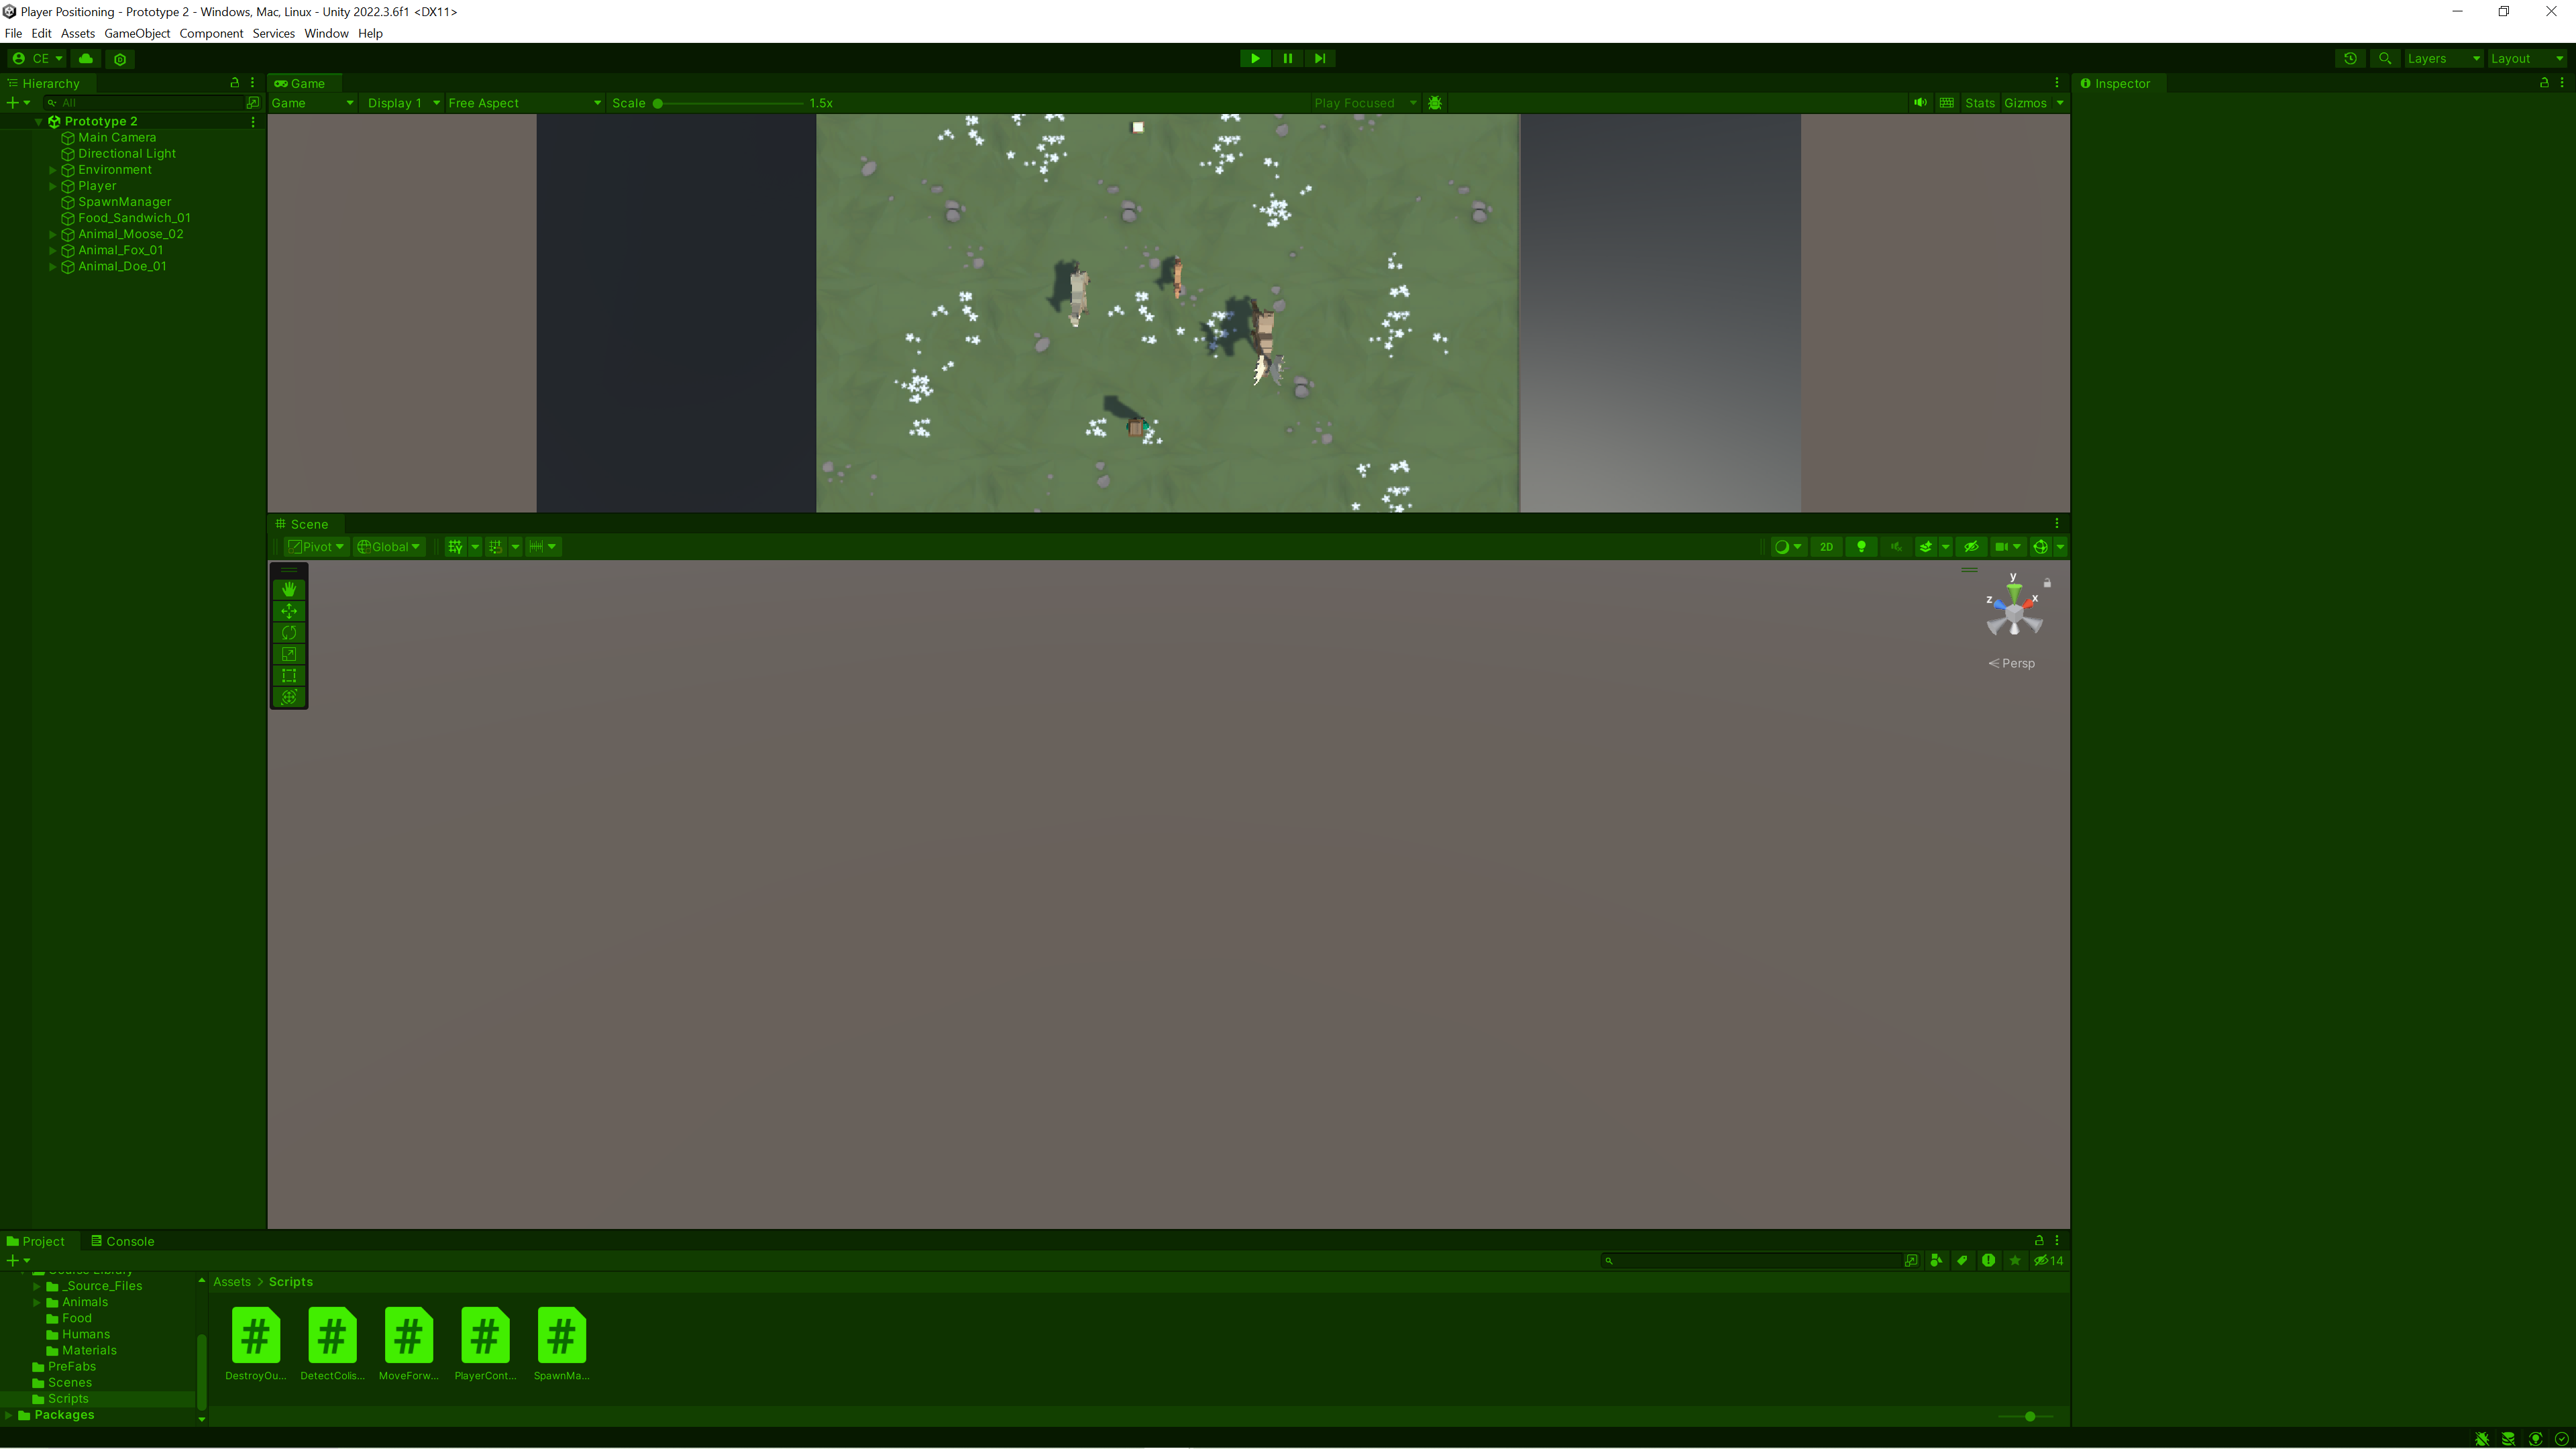 Player Positioning - Prototype 2 - Windows, Mac, Linux - Unity 2022.3.6f1 <DX11>
File Edit Assets GameObject Component Services Window Help
CE
Layers
Layout
Hierarchy
Game
Inspector
All
Game
Display 1
Free Aspect
Scale
1.5x
Play Focused
Stats
Gizmos
Prototype 2
Main Camera
Directional Light
Environment
Player
SpawnManager
Food_Sandwich_01
Animal_Moose_02
Animal_Fox_01
Animal_Doe_01
Scene
Pivot
Global
2D
y
z
x
Persp
Project
Console
14
_Source_Files
Animals
Food
Humans
Materials
PreFabs
Scenes
Scripts
Packages
Assets > Scripts
DestroyOu...
DetectColis...
MoveForw...
PlayerCont...
SpawnMa...